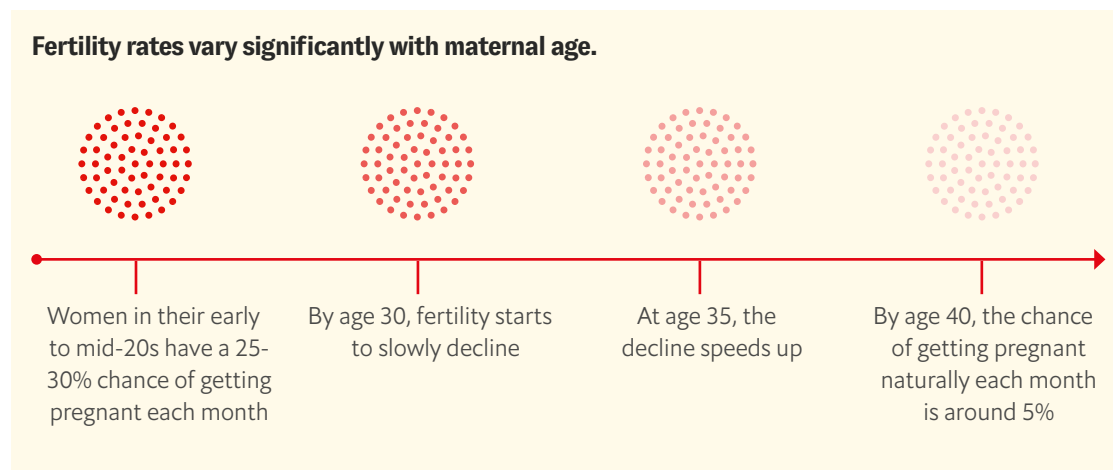 Fertility rates vary significantly with maternal age.
Women in their early
to mid-20s have a 25-
30% chance of getting
pregnant each month
By age 30, fertility starts
to slowly decline
At age 35, the
decline speeds up
By age 40, the chance
of getting pregnant
naturally each month
is around 5%